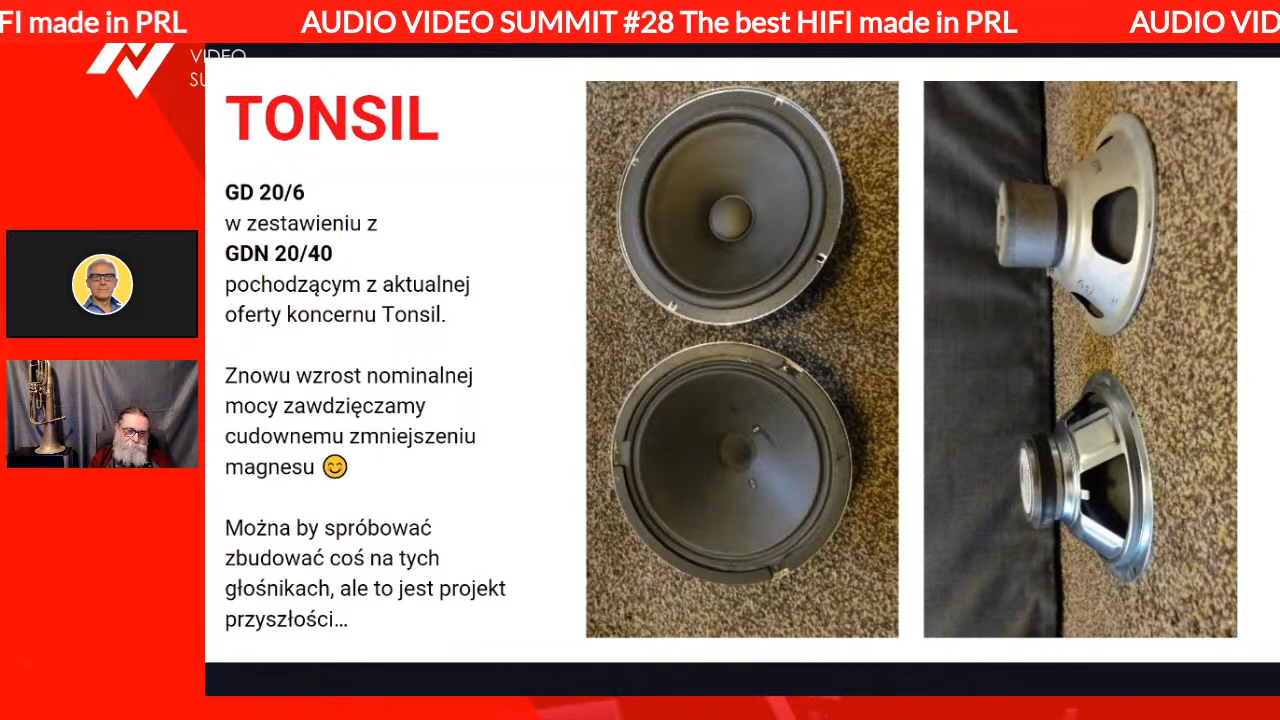 FI made in PRL AUDIO VIDEO SUMMIT #28 The best HIFI made in PRL AUDIO VID
VIDEO
SU
TONSIL
GD 20/6
w zestawieniu z
GDN 20/40
pochodzącym z aktualnej
oferty koncernu Tonsil.
Znowu wzrost nominalnej
mocy zawdzięczamy
cudownemu zmniejszeniu
magnesu 😊
Można by spróbować
zbudować coś na tych
głośnikach, ale to jest projekt
przyszłości...